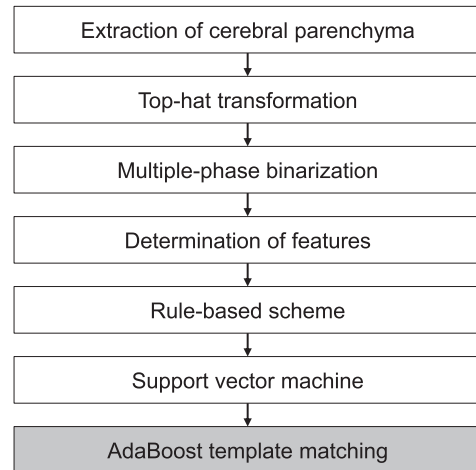 Extraction of cerebral parenchyma
Top-hat transformation
Multiple-phase binarization
Determination of features
Rule-based scheme
Support vector machine
AdaBoost template matching